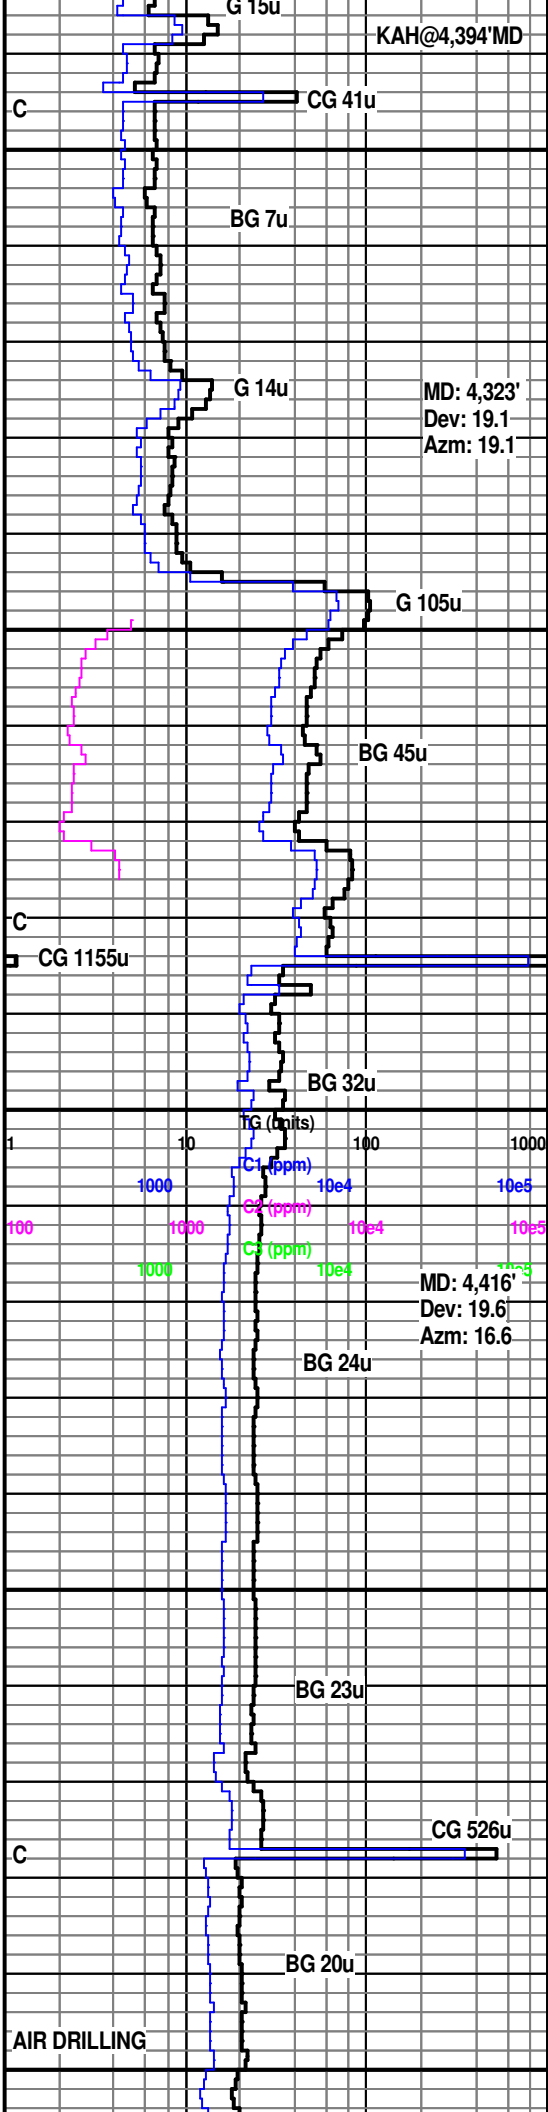 G 15u
KAH@4,394'MD
C
CG 41u
BG 7u
G 14u
MD: 4,323'
Dev: 19.1
Azm: 19.1
G 105u
BG 45u
C
CG 1155u
BG 32u
TG (units)
1 10 100 1000
C1 (ppm)
1000 10e4 10e5
C2 (ppm)
100 1000 10e4 10e5
C3 (ppm)
1000 10e4 10e5
MD: 4,416'
Dev: 19.6
Azm: 16.6
BG 24u
BG 23u
CG 526u
C
BG 20u
AIR DRILLING